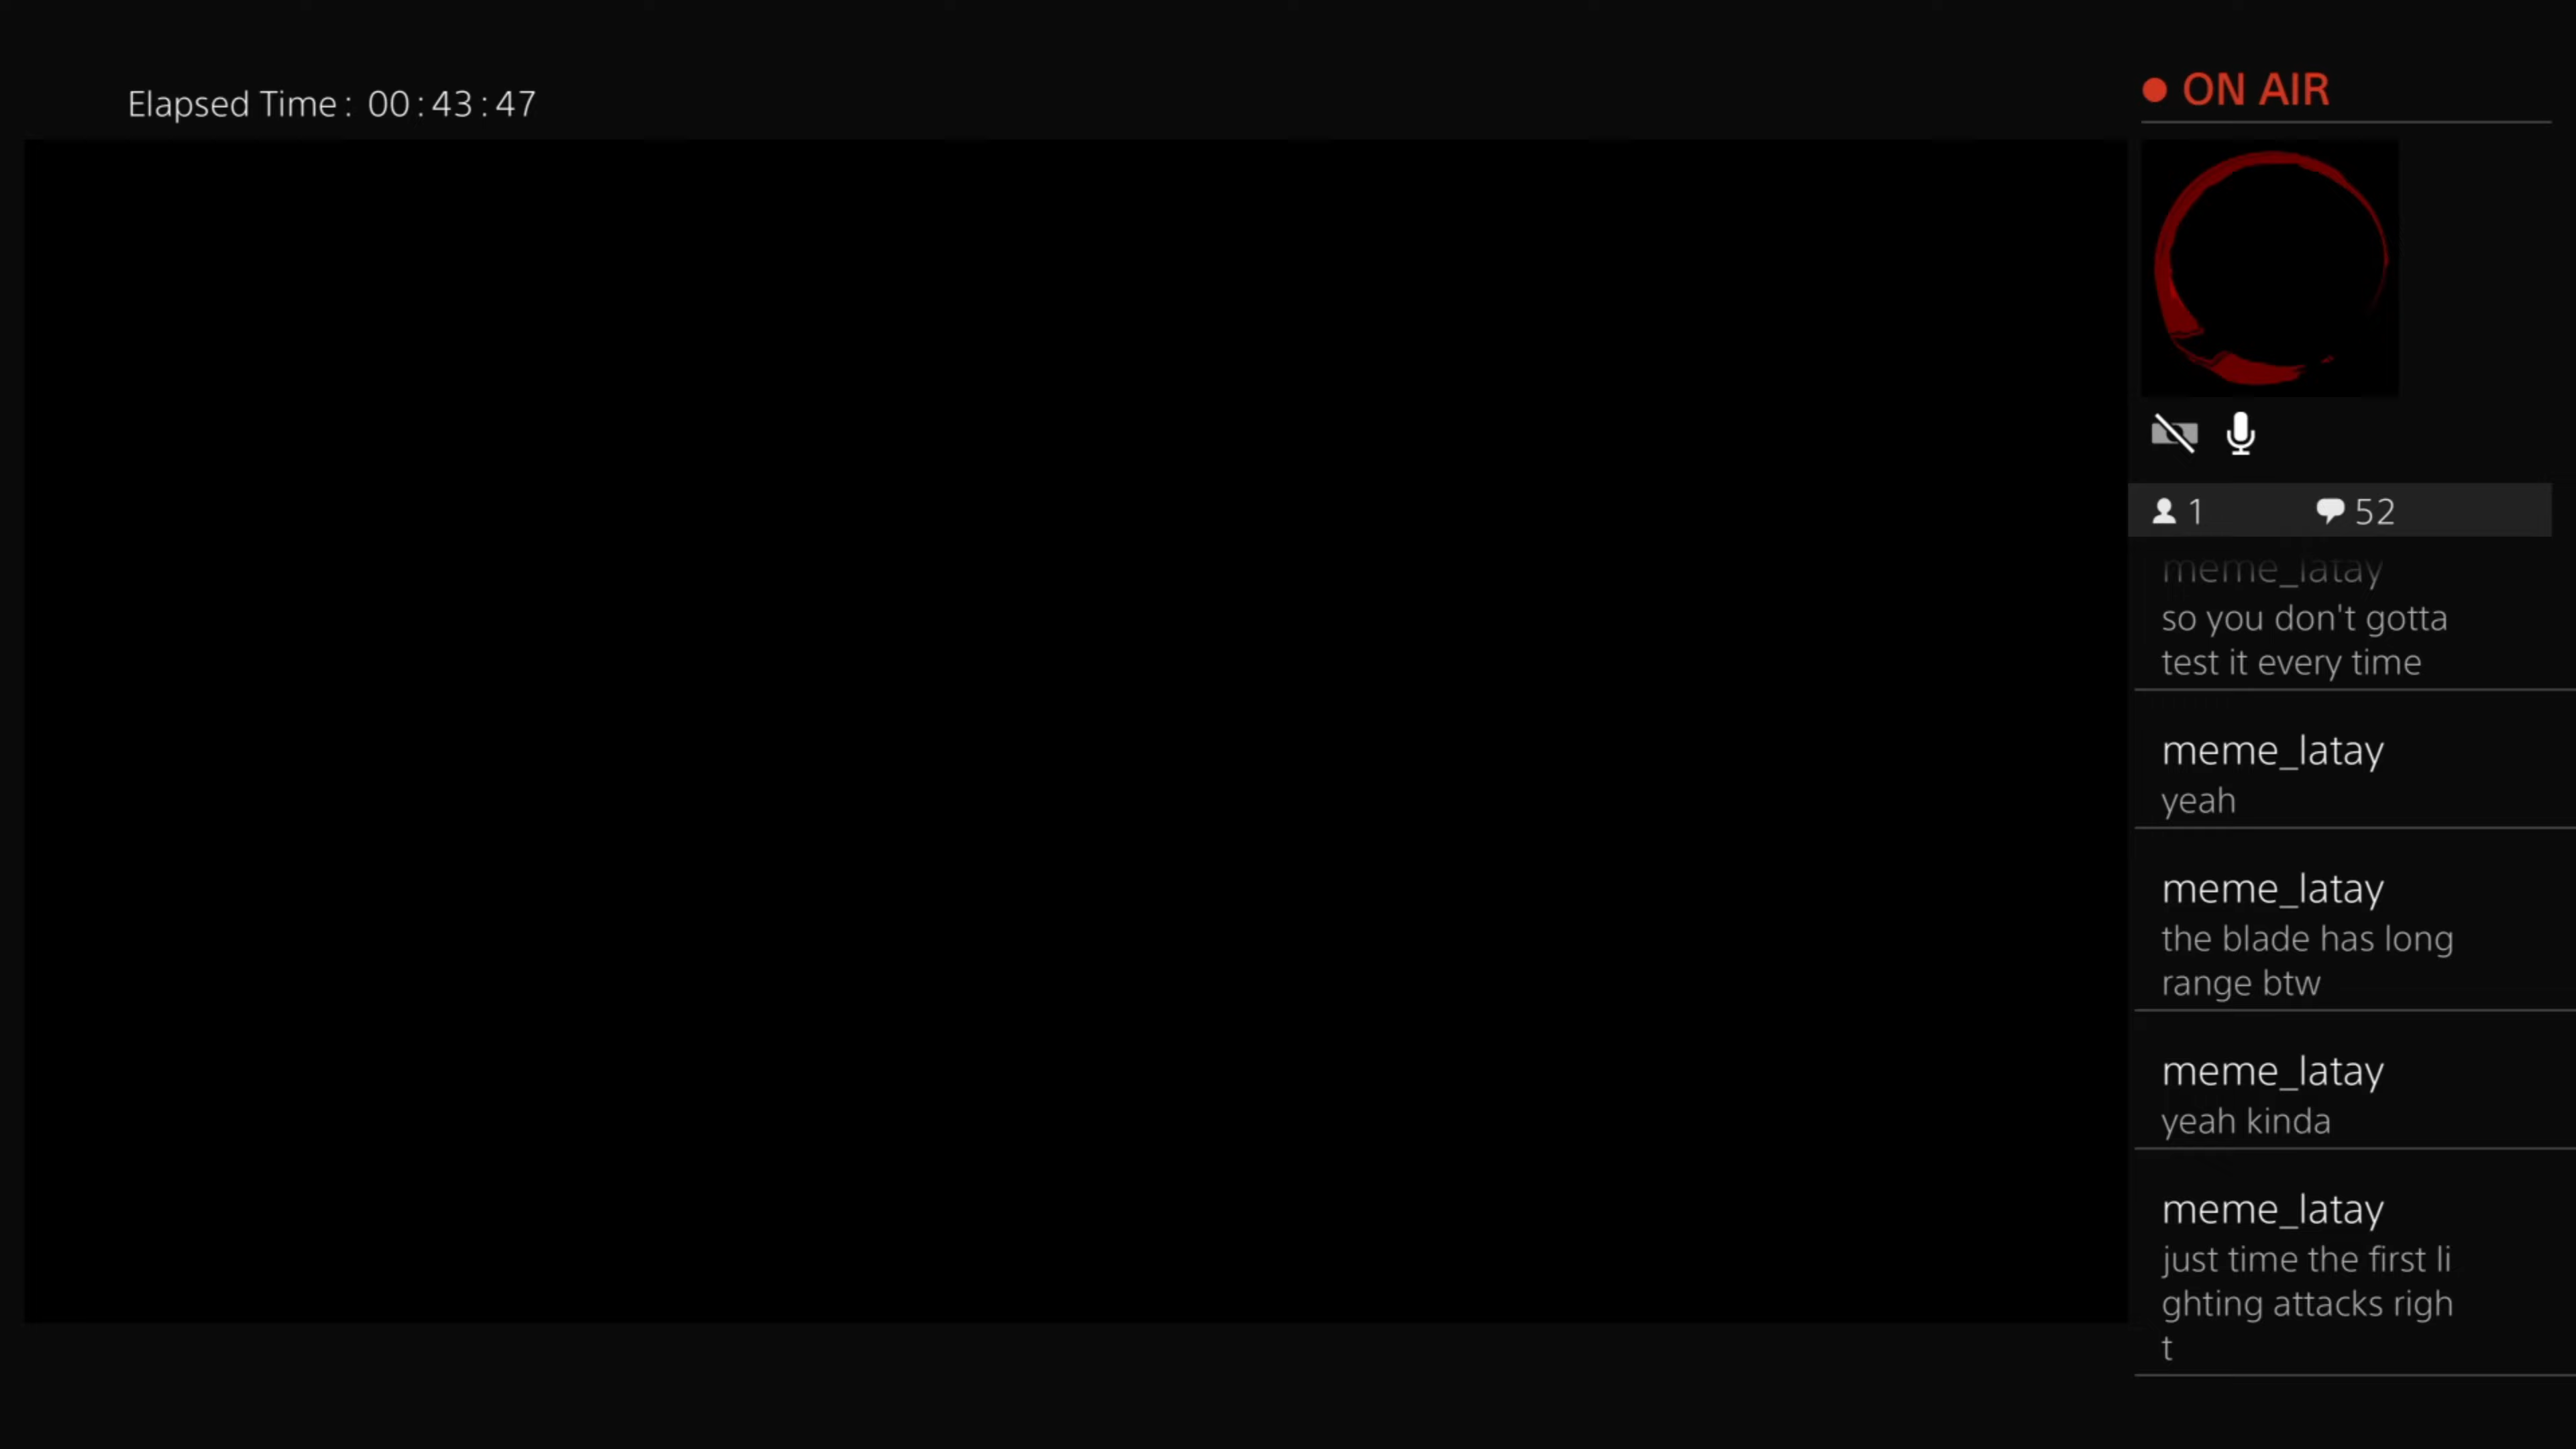 Elapsed Time: 00:43:47
ON AIR
1
52
meme_latay
so you don't gotta
test it every time
meme_latay
yeah
meme_latay
the blade has long
range btw
meme_latay
yeah kinda
meme_latay
just time the first li
ghting attacks righ
t